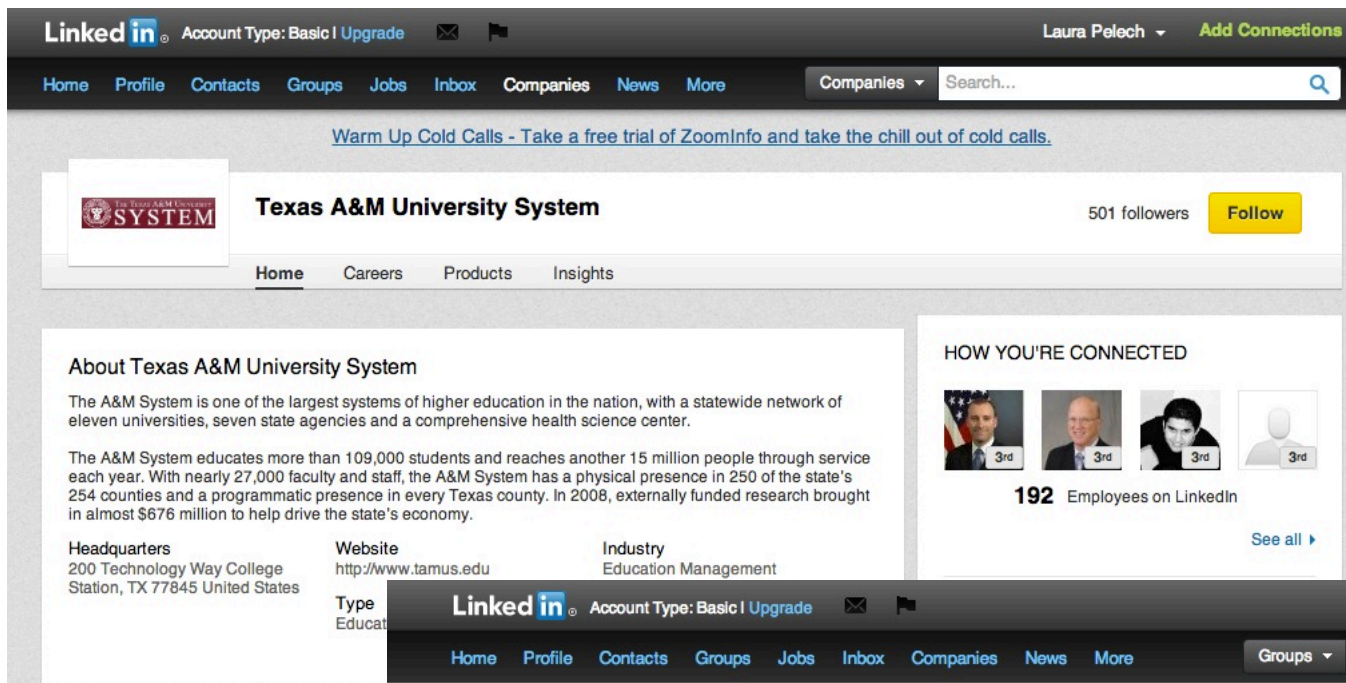 Linked in ® Account Type: Basic | Upgrade Laura Pelech Add Connections
Home Profile Contacts Groups Jobs Inbox Companies News More Companies Search...
Warm Up Cold Calls - Take a free trial of ZoomInfo and take the chill out of cold calls.
THE TEXAS A&M UNIVERSITY
SYSTEM
Texas A&M University System
501 followers Follow
Home Careers Products Insights
About Texas A&M University System
The A&M System is one of the largest systems of higher education in the nation, with a statewide network of
eleven universities, seven state agencies and a comprehensive health science center.
The A&M System educates more than 109,000 students and reaches another 15 million people through service
each year. With nearly 27,000 faculty and staff, the A&M System has a physical presence in 250 of the state's
254 counties and a programmatic presence in every Texas county. In 2008, externally funded research brought
in almost $676 million to help drive the state's economy.
Headquarters
200 Technology Way College
Station, TX 77845 United States
Website
http://www.tamus.edu
Industry
Education Management
Type
Educat
HOW YOU'RE CONNECTED
3rd 3rd 3rd 3rd
192 Employees on LinkedIn
See all
Linked in ® Account Type: Basic | Upgrade
Home Profile Contacts Groups Jobs Inbox Companies News More Groups